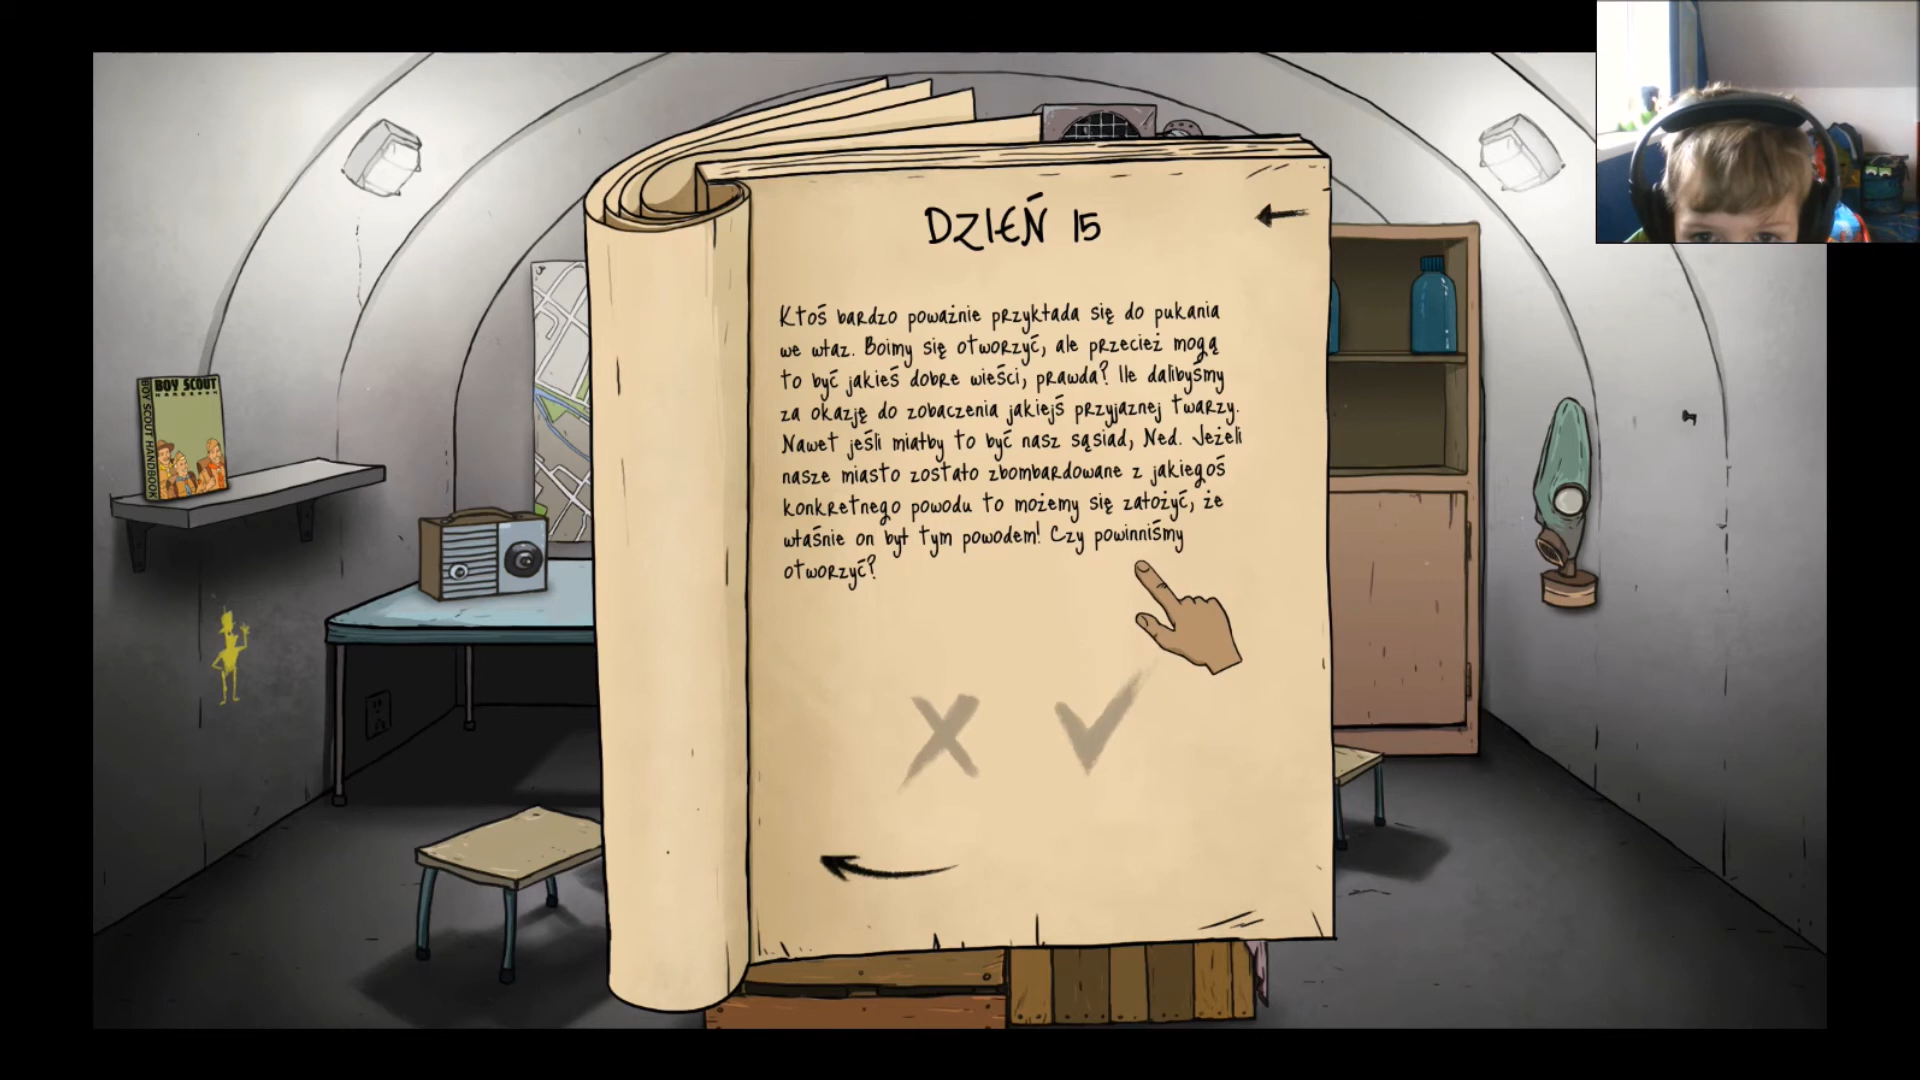 DZIEŃ 15
Ktoś bardzo poważnie przykłada się do pukania
we właz. Boimy się otworzyć, ale przecież mogą
to być jakieś dobre wieści, prawda? Ile dalibyśmy
za okazję do zobaczenia jakiejś przyjaznej twarzy.
Nawet jeśli miałby to być nasz sąsiad, Ned. Jeżeli
nasze miasto zostało zbombardowane z jakiegoś
konkretnego powodu to możemy się założyć, że
właśnie on był tym powodem! Czy powinniśmy
otworzyć?
BOY SCOUT
HANDBOOK
BOY SCOUT HANDBOOK